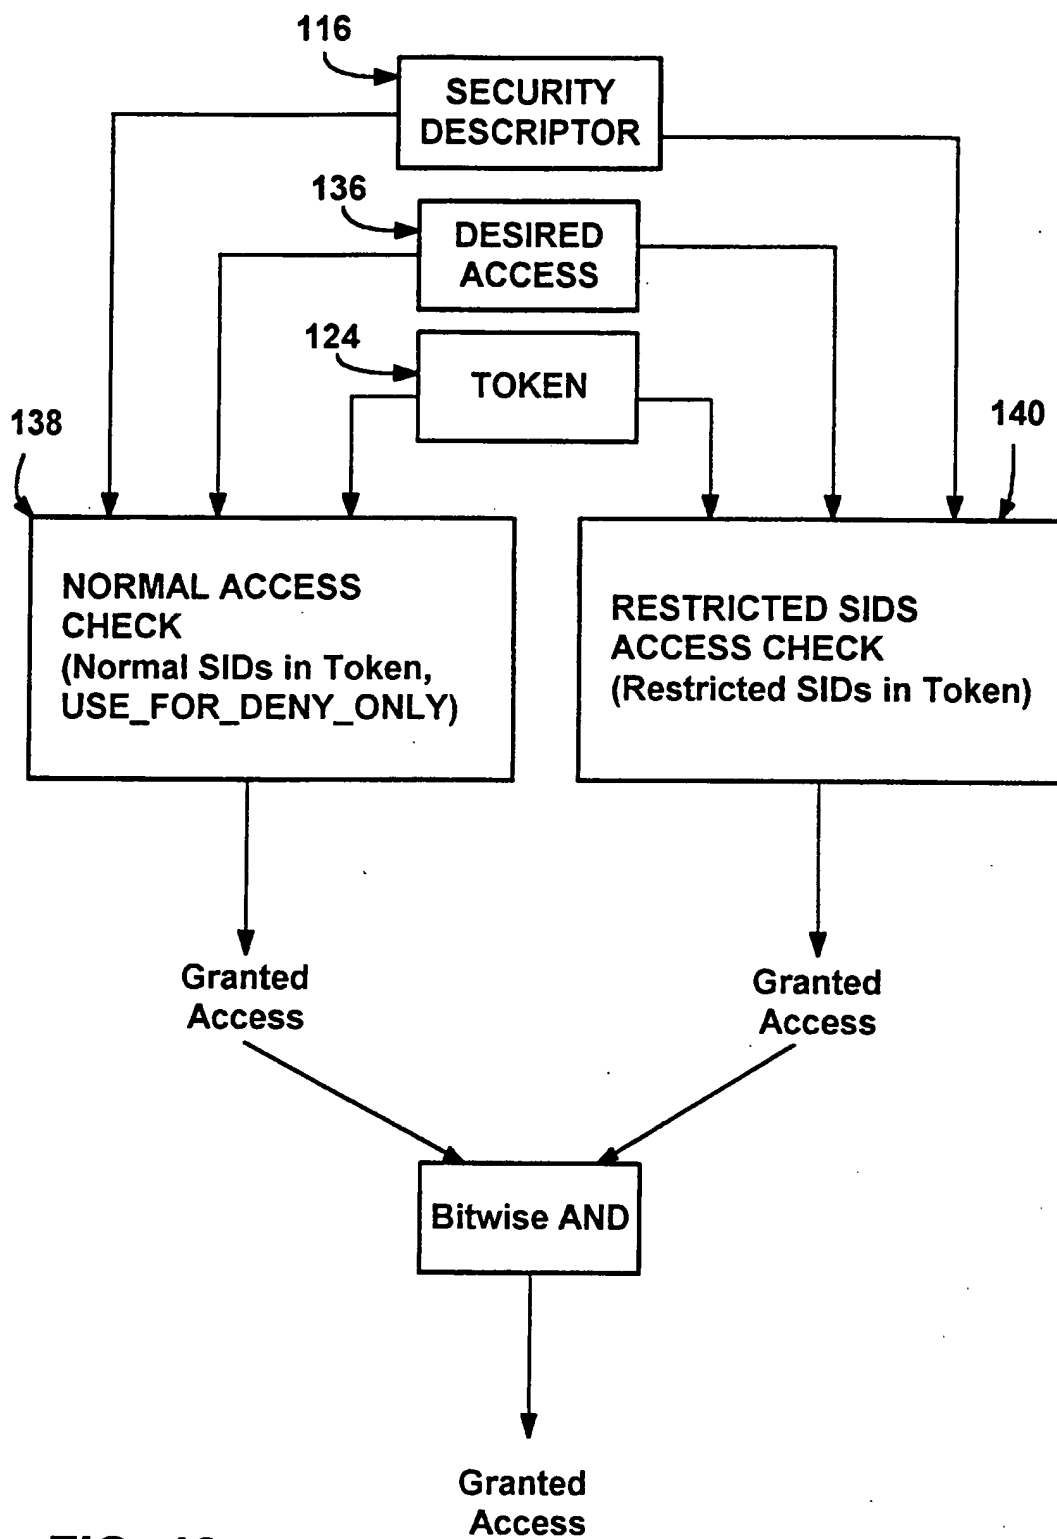 116
SECURITY
DESCRIPTOR
136
DESIRED
ACCESS
124
TOKEN
138
140
NORMAL ACCESS
CHECK
(Normal SIDs in Token,
USE_FOR_DENY_ONLY)
RESTRICTED SIDS
ACCESS CHECK
(Restricted SIDs in Token)
Granted
Access
Granted
Access
Bitwise AND
Granted
Access